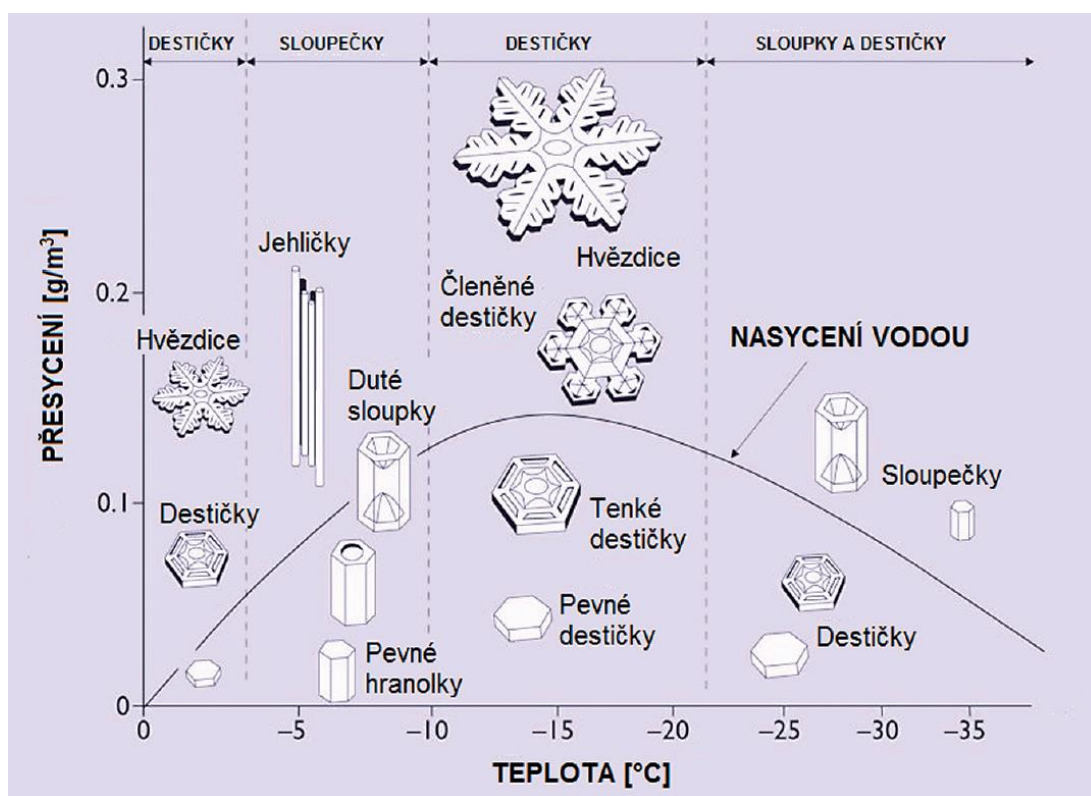 DESTIČKY
SLOUPEČKY
DESTIČKY
SLOUPKY A DESTIČKY
PŘESYCENÍ [g/m³]
0.3
0.2
0.1
0
Hvězdice
Destičky
Jehličky
Duté
sloupky
Pevné
hranolky
Hvězdice
Členěné
destičky
Tenké
destičky
Pevné
destičky
NASYCENÍ VODOU
Sloupečky
Destičky
0
–5
–10
–15
–20
–25
–30
–35
TEPLOTA [°C]